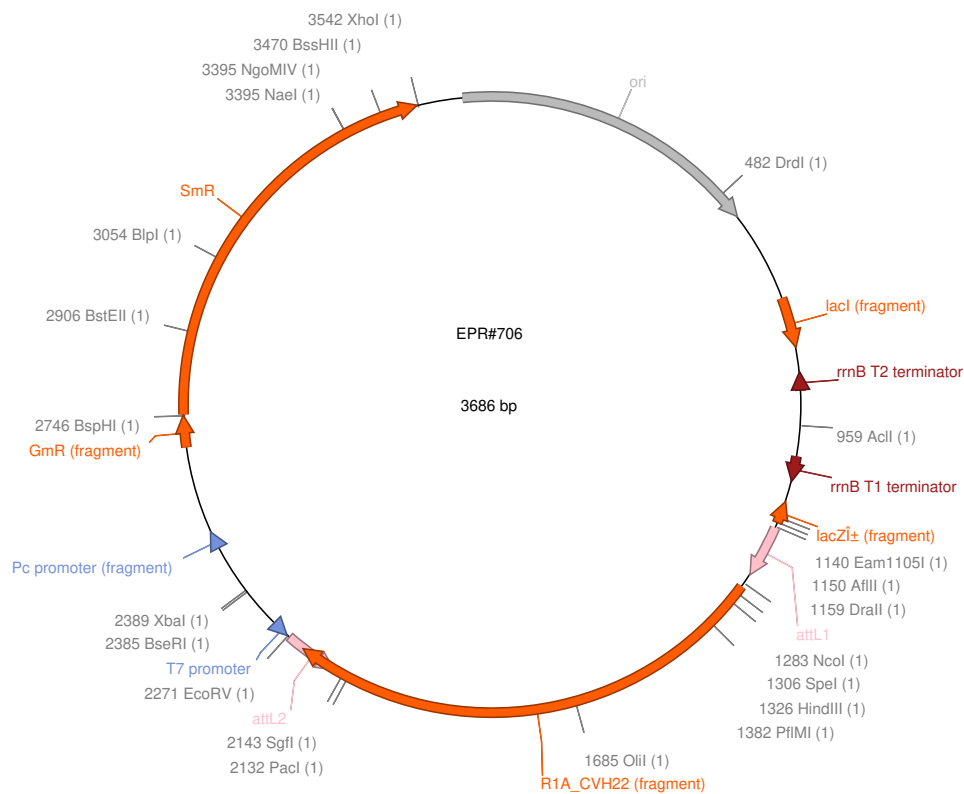 3542 XhoI (1)
3470 BssHII (1)
3395 NgoMIV (1)
3395 NaeI (1)
ori
482 DrdI (1)
SmR
3054 BlpI (1)
2906 BstEII (1)
lacI (fragment)
EPR#706
rrnB T2 terminator
3686 bp
2746 BspHI (1)
959 AclI (1)
GmR (fragment)
rrnB T1 terminator
lacZÎ± (fragment)
Pc promoter (fragment)
1140 Eam1105I (1)
1150 AflII (1)
1159 DraII (1)
2389 XbaI (1)
attL1
2385 BseRI (1)
T7 promoter
1283 NcoI (1)
2271 EcoRV (1)
1306 SpeI (1)
attL2
1326 HindIII (1)
2143 SgfI (1)
1382 PflMI (1)
2132 PacI (1)
1685 OliI (1)
R1A_CVH22 (fragment)